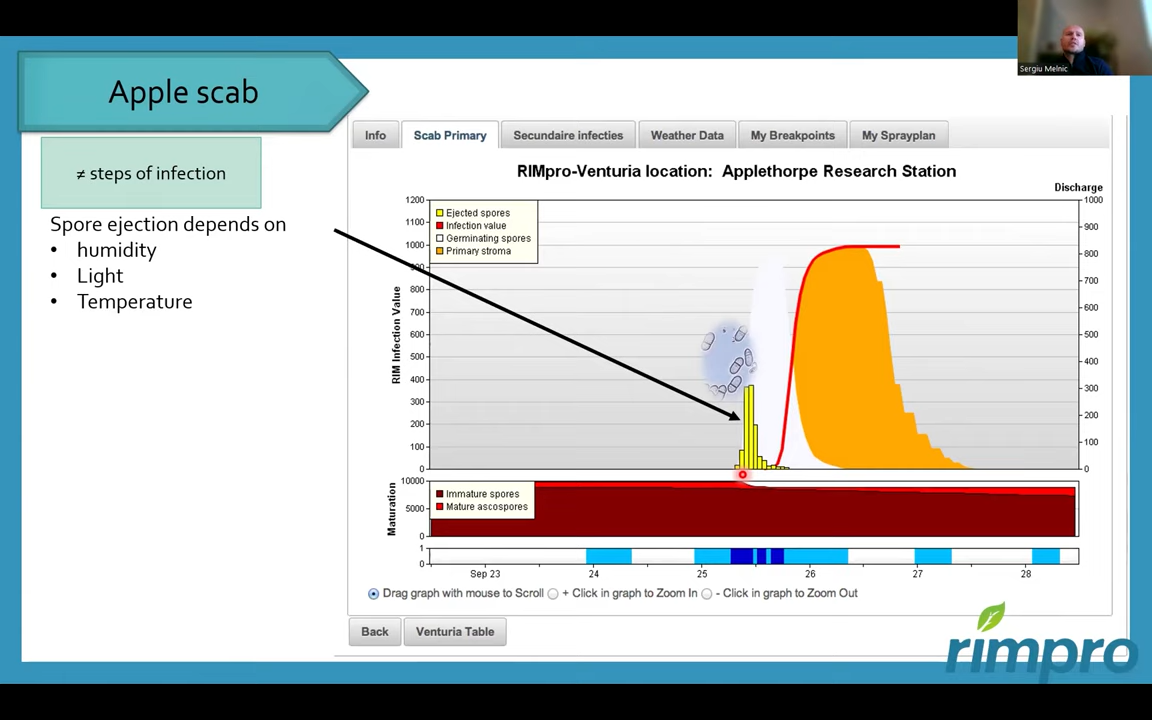 Sergiu Melnic
Apple scab
≠ steps of infection
Spore ejection depends on
• humidity
• Light
• Temperature
Info
Scab Primary
Secundaire infecties
Weather Data
My Breakpoints
My Sprayplan
RIMpro-Venturia location: Applethorpe Research Station
Discharge
Ejected spores
Infection value
Germinating spores
Primary stroma
RIM Infection Value
1200
1100
1000
900
800
700
600
500
400
300
200
100
0
1000
900
800
700
600
500
400
300
200
100
0
Maturation
10000
5000
0
Immature spores
Mature ascospores
1
0
Sep 23
24
25
26
27
28
Drag graph with mouse to Scroll
+ Click in graph to Zoom In
- Click in graph to Zoom Out
Back
Venturia Table
rimpro